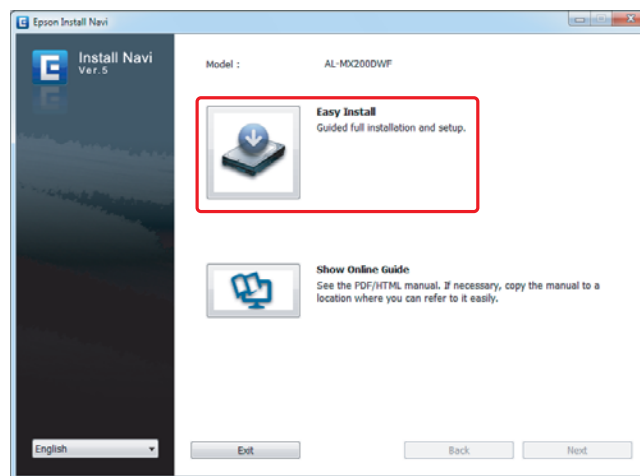 Epson Install Navi
Install Navi
Ver.5
Model :
AL-MX200DWF
Easy Install
Guided full installation and setup.
Show Online Guide
See the PDF/HTML manual. If necessary, copy the manual to a
location where you can refer to it easily.
English
Exit
Back
Next